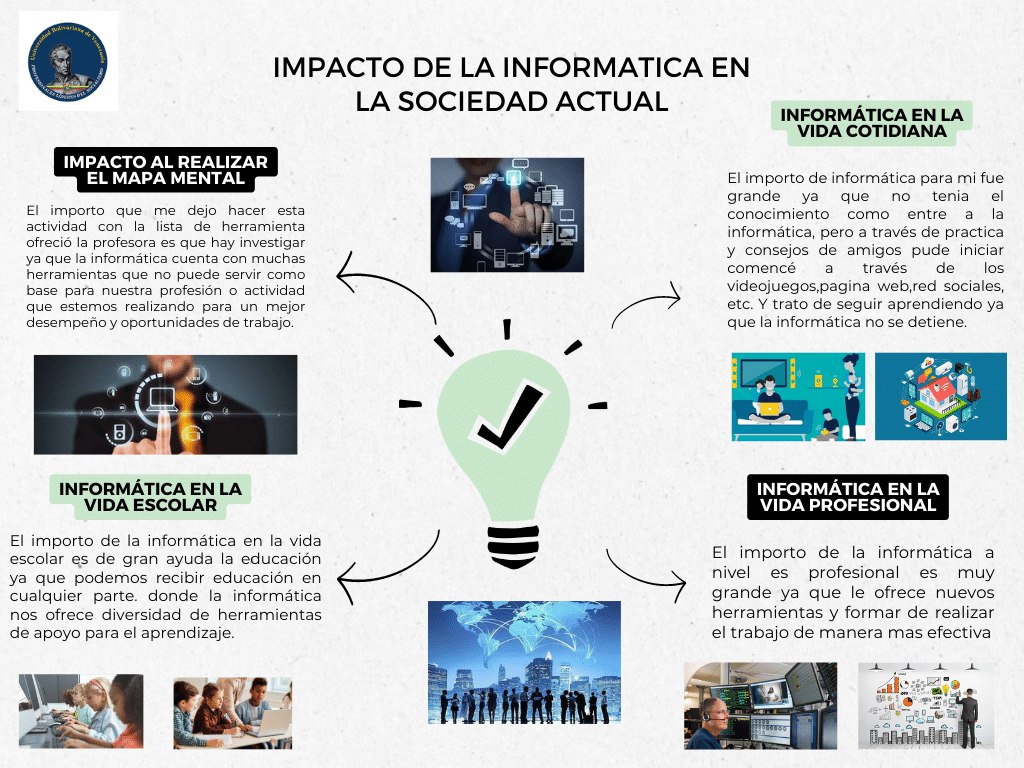 Universidad Bolivariana de Venezuela
IMPACTO DE LA INFORMATICA EN
LA SOCIEDAD ACTUAL
IMPACTO AL REALIZAR
EL MAPA MENTAL
El importo que me dejo hacer esta
actividad con la lista de herramienta
ofreció la profesora es que hay investigar
ya que la informática cuenta con muchas
herramientas que no puede servir como
base para nuestra profesión o actividad
que estemos realizando para un mejor
desempeño y oportunidades de trabajo.
INFORMÁTICA EN LA
VIDA COTIDIANA
El importo de informática para mi fue
grande ya que no tenia el
conocimiento como entre a la
informática, pero a través de practica
y consejos de amigos pude iniciar
comencé a través de los
videojuegos,pagina web,red sociales,
etc. Y trato de seguir aprendiendo ya
que la informática no se detiene.
INFORMÁTICA EN LA
VIDA ESCOLAR
El importo de la informática en la vida
escolar es de gran ayuda la educación
ya que podemos recibir educación en
cualquier parte. donde la informática
nos ofrece diversidad de herramientas
de apoyo para el aprendizaje.
INFORMÁTICA EN LA
VIDA PROFESIONAL
El importo de la informática a
nivel es profesional es muy
grande ya que le ofrece nuevos
herramientas y formar de realizar
el trabajo de manera mas efectiva